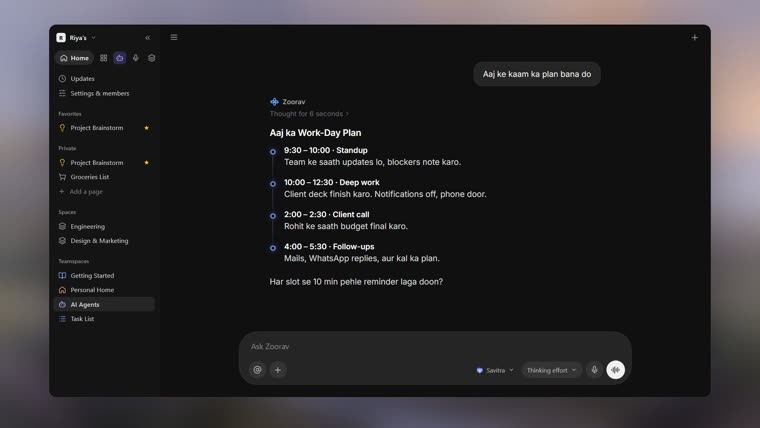 R Riya's
Home
Updates
Settings & members
Favorites
Project Brainstorm
Private
Project Brainstorm
Groceries List
Add a page
Spaces
Engineering
Design & Marketing
Teamspaces
Getting Started
Personal Home
AI Agents
Task List
Aaj ke kaam ka plan bana do
Zoorav
Thought for 6 seconds
Aaj ka Work-Day Plan
9:30 – 10:00 · Standup
Team ke saath updates lo, blockers note karo.
10:00 – 12:30 · Deep work
Client deck finish karo. Notifications off, phone door.
2:00 – 2:30 · Client call
Rohit ke saath budget final karo.
4:00 – 5:30 · Follow-ups
Mails, WhatsApp replies, aur kal ka plan.
Har slot se 10 min pehle reminder laga doon?
Ask Zoorav
Savitra
Thinking effort